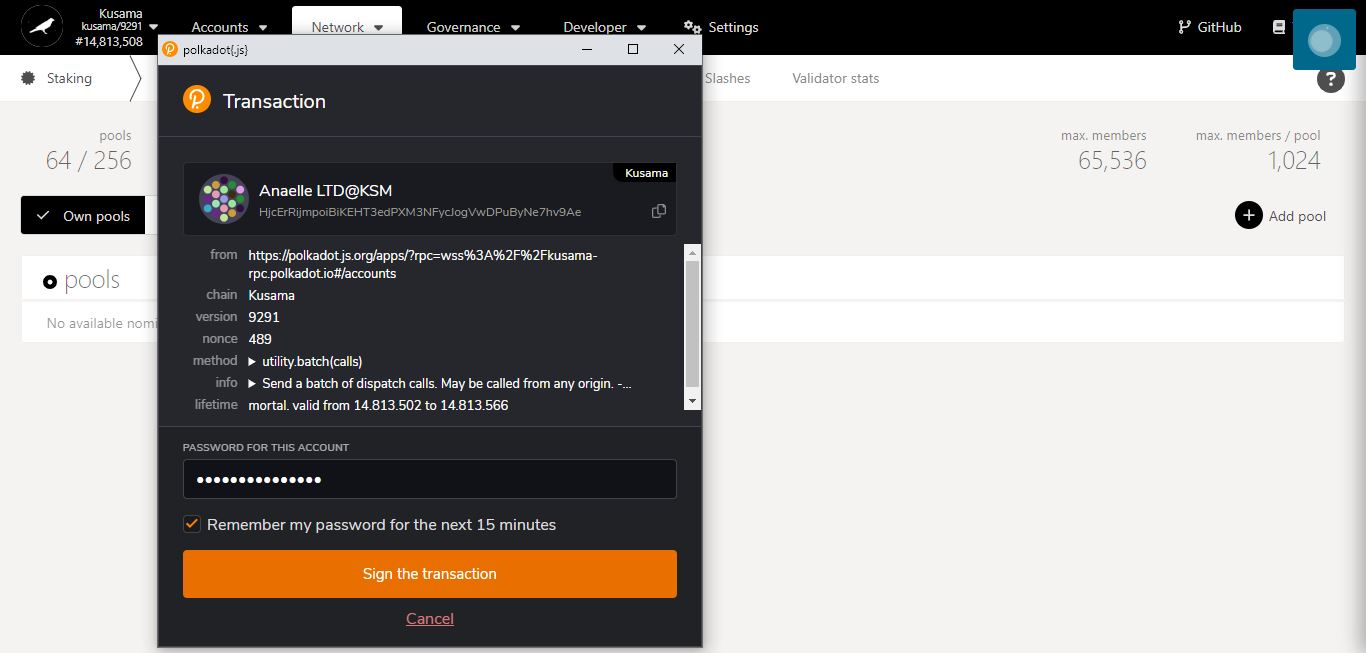 Kusama
kusama/9291
#14,813,508
Accounts
Network
Governance
Developer
Settings
GitHub
polkadot{.js}
Staking
Slashes
Validator stats
?
Transaction
pools
64 / 256
max. members
65,536
max. members / pool
1,024
Kusama
Anaelle LTD@KSM
HjcErRijmpoiBiKEHT3edPXM3NFycJogVwDPuByNe7hv9Ae
Own pools
Add pool
from https://polkadot.js.org/apps/?rpc=wss%3A%2F%2Fkusama-
rpc.polkadot.io#/accounts
chain Kusama
version 9291
nonce 489
method utility.batch(calls)
info Send a batch of dispatch calls. May be called from any origin. -...
lifetime mortal. valid from 14.813.502 to 14.813.566
pools
No available nomi
PASSWORD FOR THIS ACCOUNT
•••••••••••••••
Remember my password for the next 15 minutes
Sign the transaction
Cancel